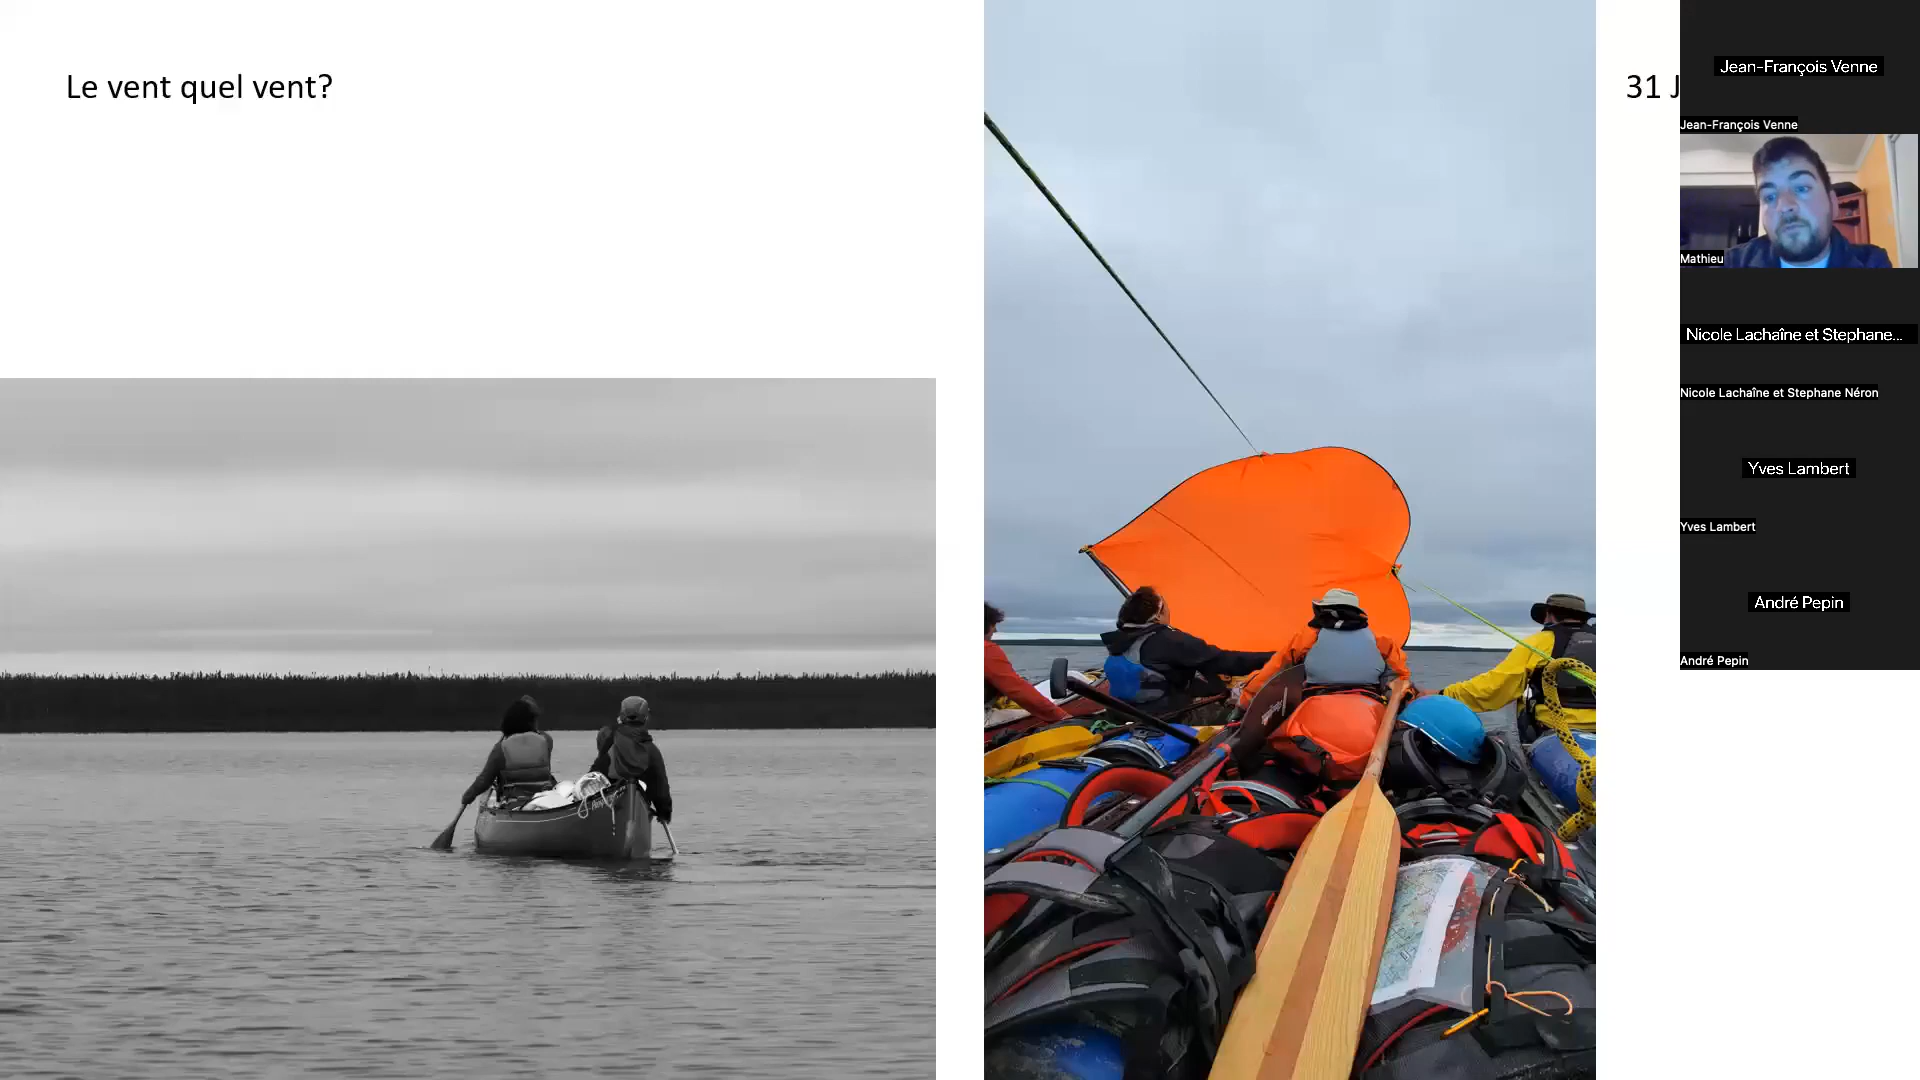 Le vent quel vent?
31 J
Jean-François Venne
Jean-François Venne
Mathieu
Nicole Lachaîne et Stephane...
Nicole Lachaîne et Stephane Néron
Yves Lambert
Yves Lambert
André Pepin
André Pepin